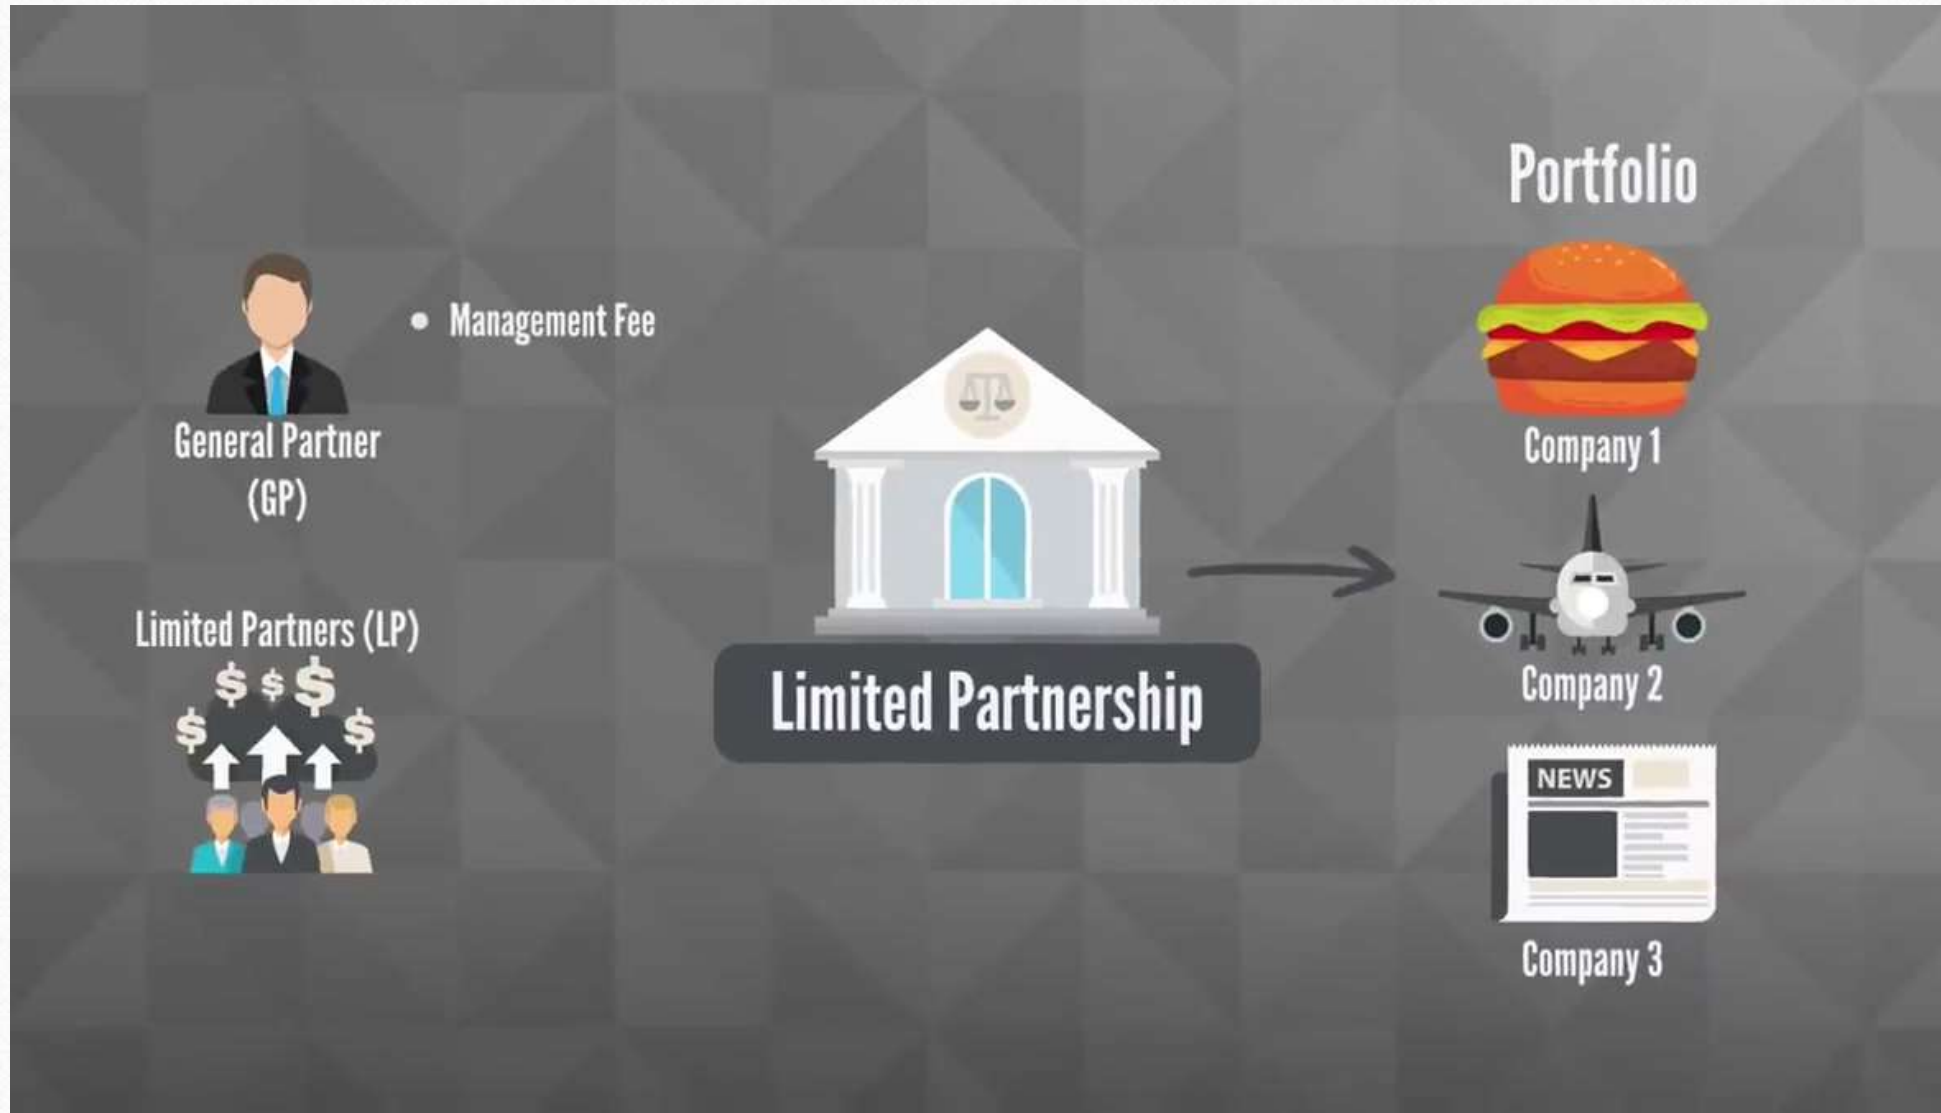 General Partner
(GP)
• Management Fee
Limited Partners (LP)
$ $ $
$ $
Limited Partnership
Portfolio
Company 1
Company 2
NEWS
Company 3